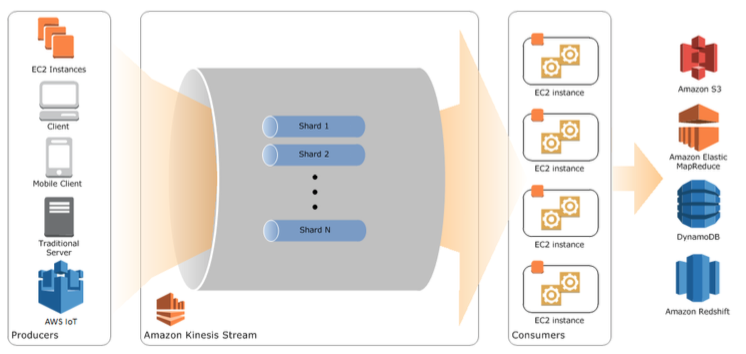 EC2 Instances
Client
Mobile Client
Traditional
Server
AWS IoT
Producers
Shard 1
Shard 2
Shard N
Amazon Kinesis Stream
EC2 instance
EC2 instance
EC2 instance
EC2 instance
Consumers
Amazon S3
Amazon Elastic
MapReduce
DynamoDB
Amazon Redshift